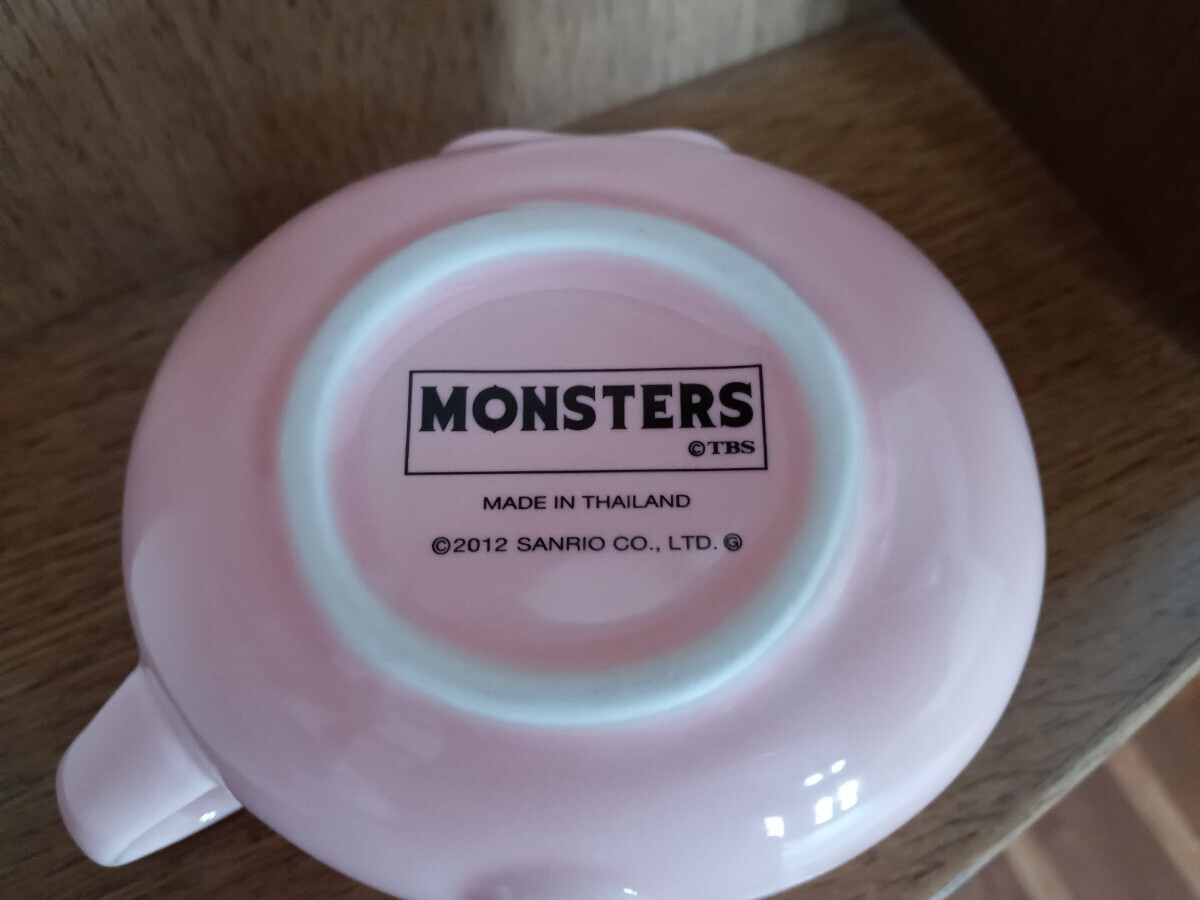 MONSTERS
©TBS
MADE IN THAILAND
©2012 SANRIO CO., LTD. Ⓖ